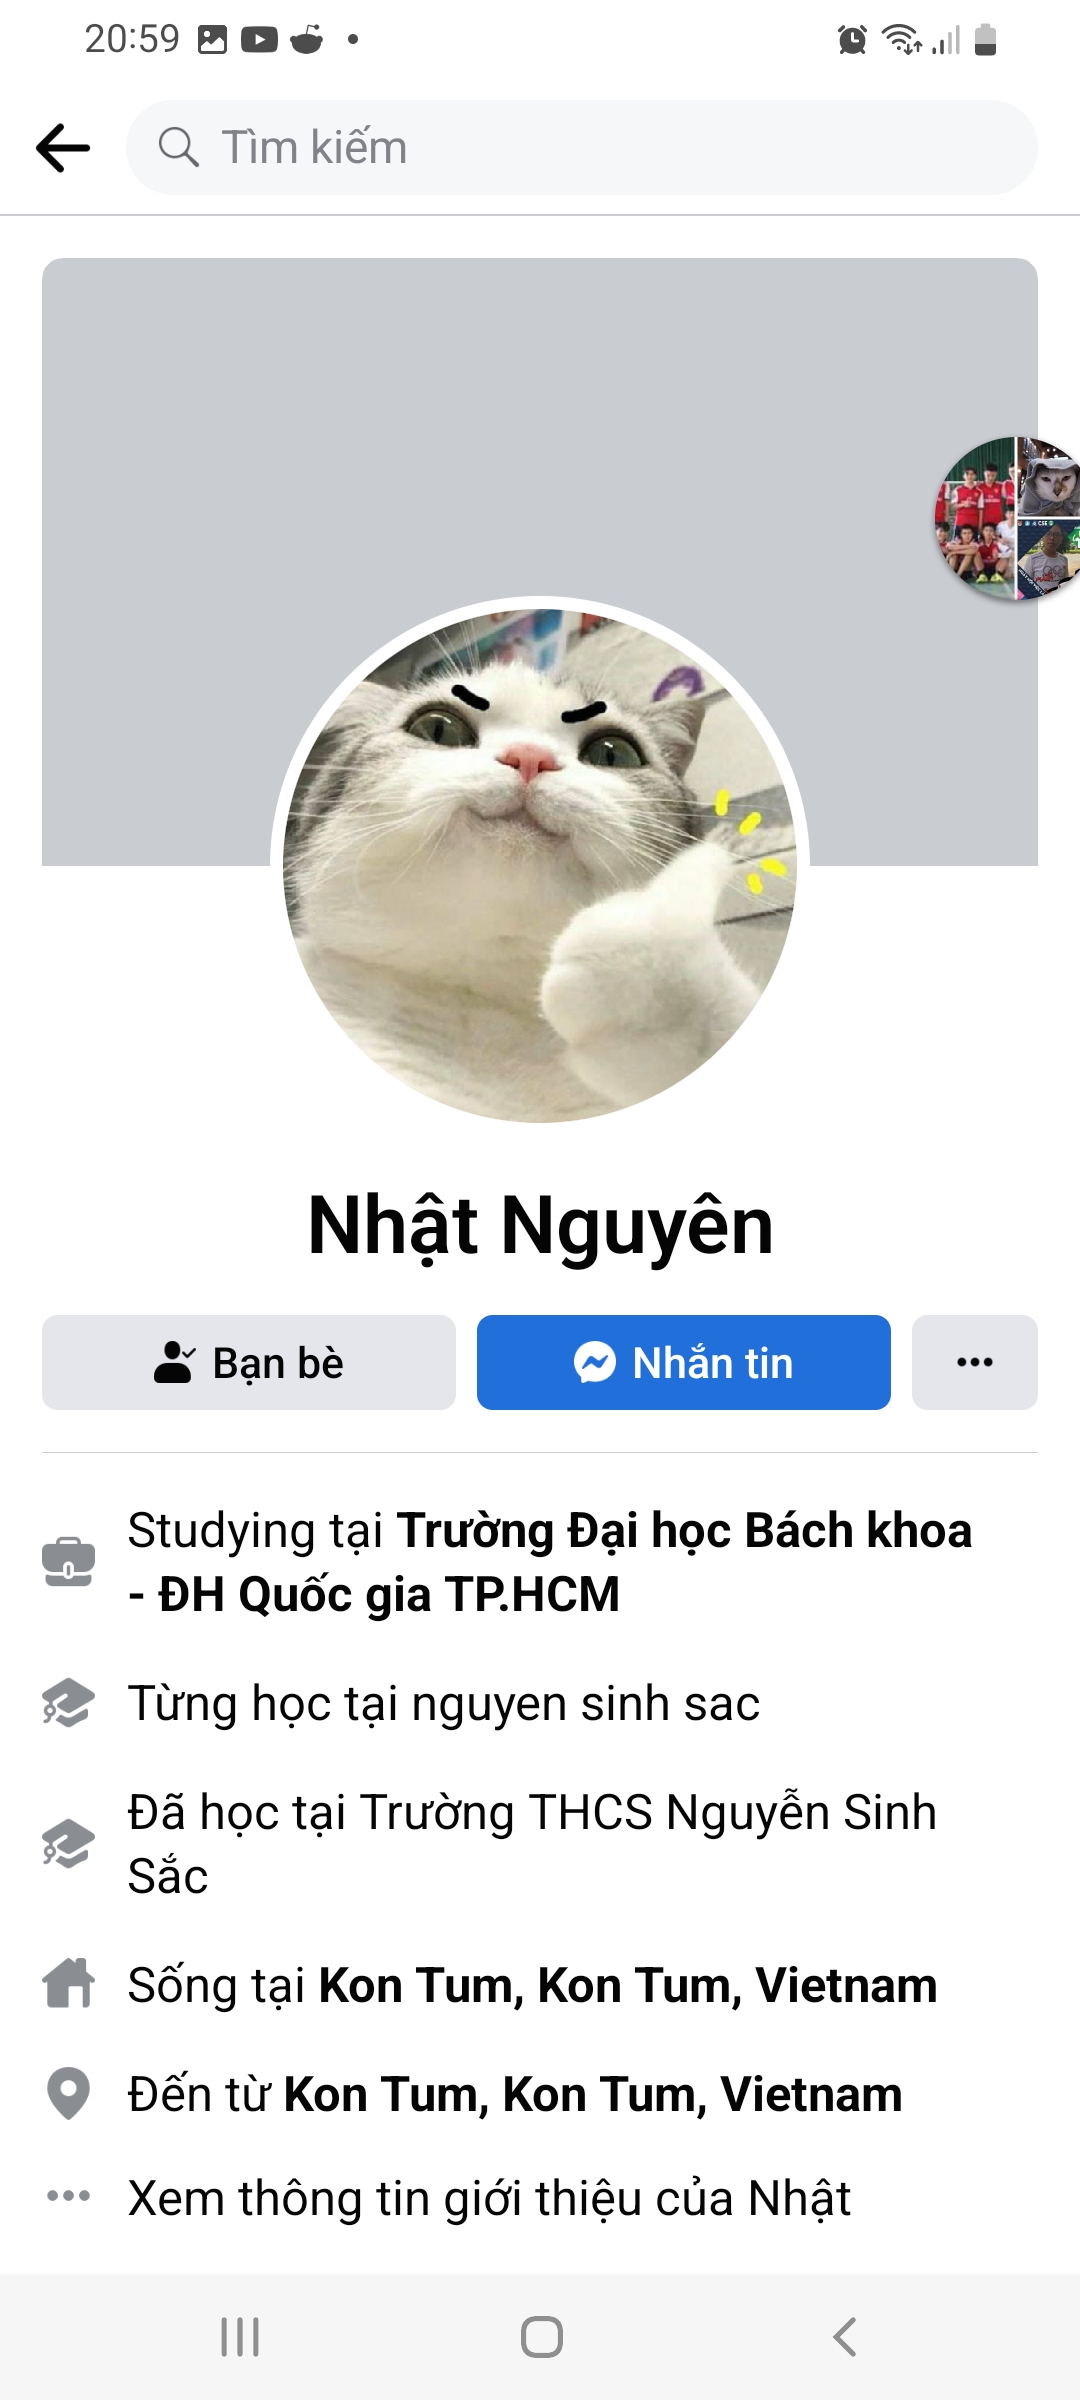 20:59
Tìm kiếm
CSE
Nhật Nguyên
Bạn bè
Nhắn tin
Studying tại Trường Đại học Bách khoa
- ĐH Quốc gia TP.HCM
Từng học tại nguyen sinh sac
Đã học tại Trường THCS Nguyễn Sinh
Sắc
Sống tại Kon Tum, Kon Tum, Vietnam
Đến từ Kon Tum, Kon Tum, Vietnam
Xem thông tin giới thiệu của Nhật